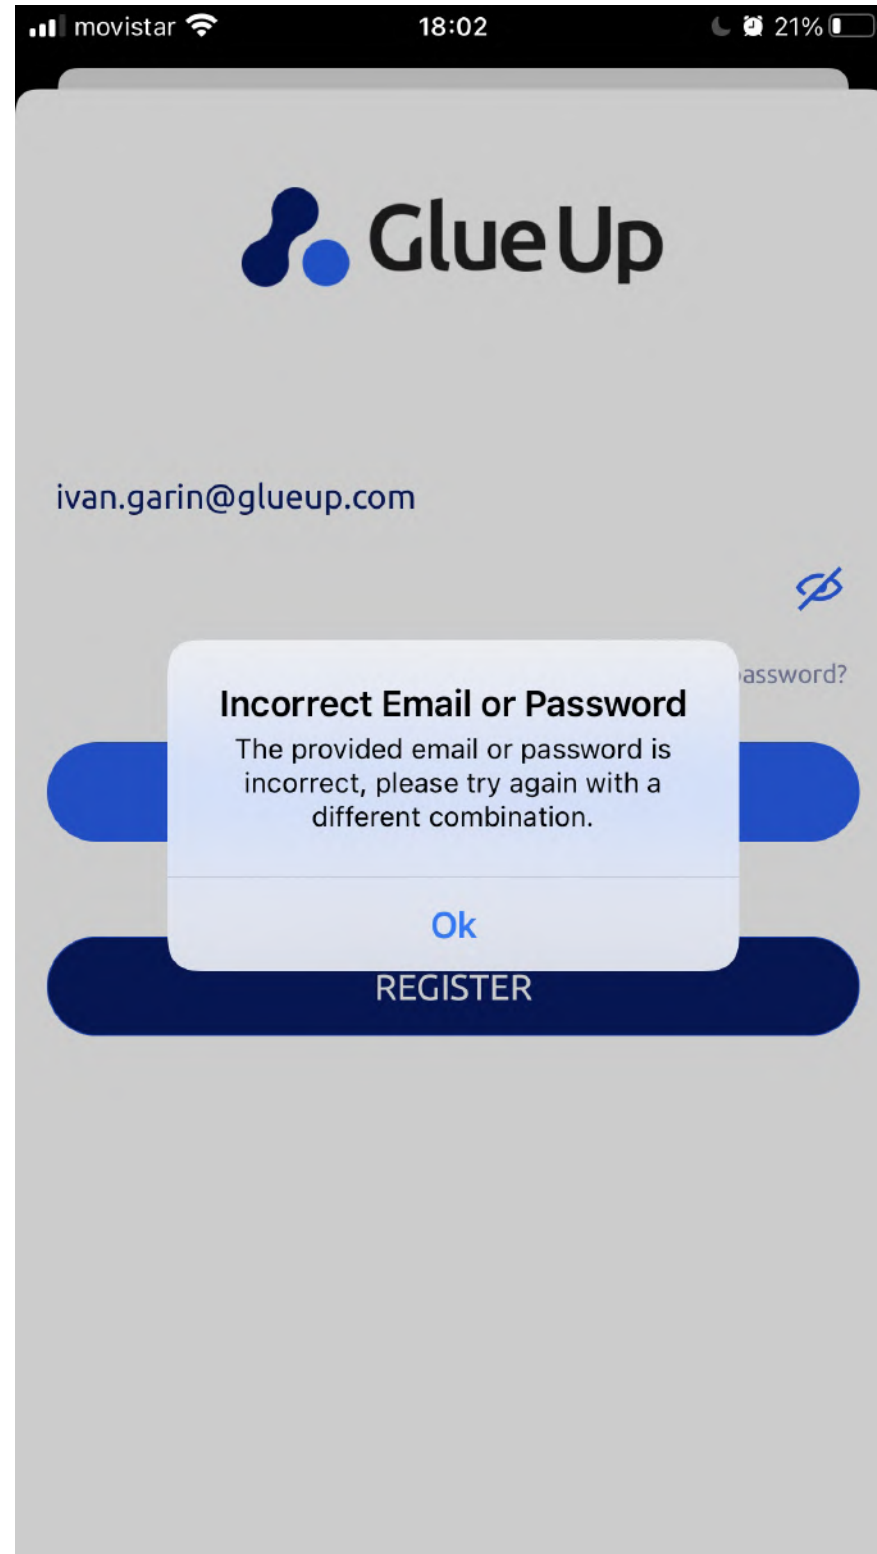 movistar 18:02 21%
Glue Up
ivan.garin@glueup.com
assword?
Incorrect Email or Password
The provided email or password is
incorrect, please try again with a
different combination.
Ok
REGISTER